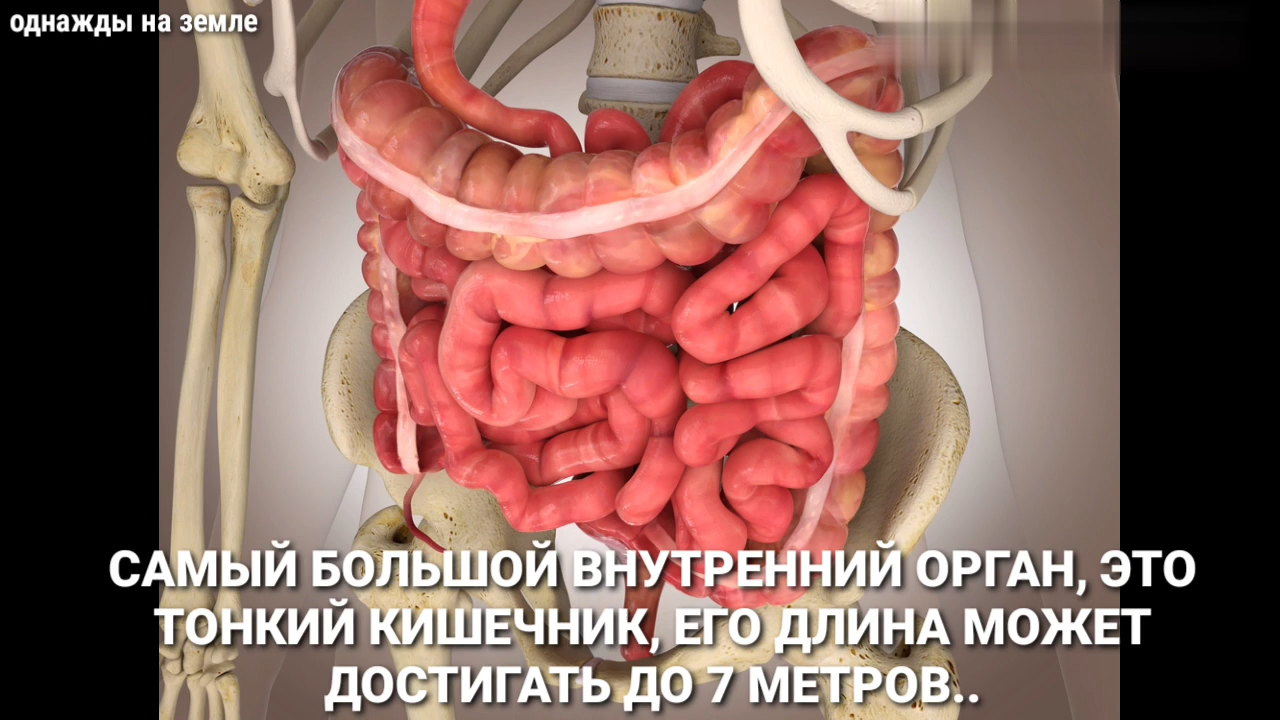 однажды на земле
САМЫЙ БОЛЬШОЙ ВНУТРЕННИЙ ОРГАН, ЭТО
ТОНКИЙ КИШЕЧНИК, ЕГО ДЛИНА МОЖЕТ
ДОСТИГАТЬ ДО 7 МЕТРОВ..